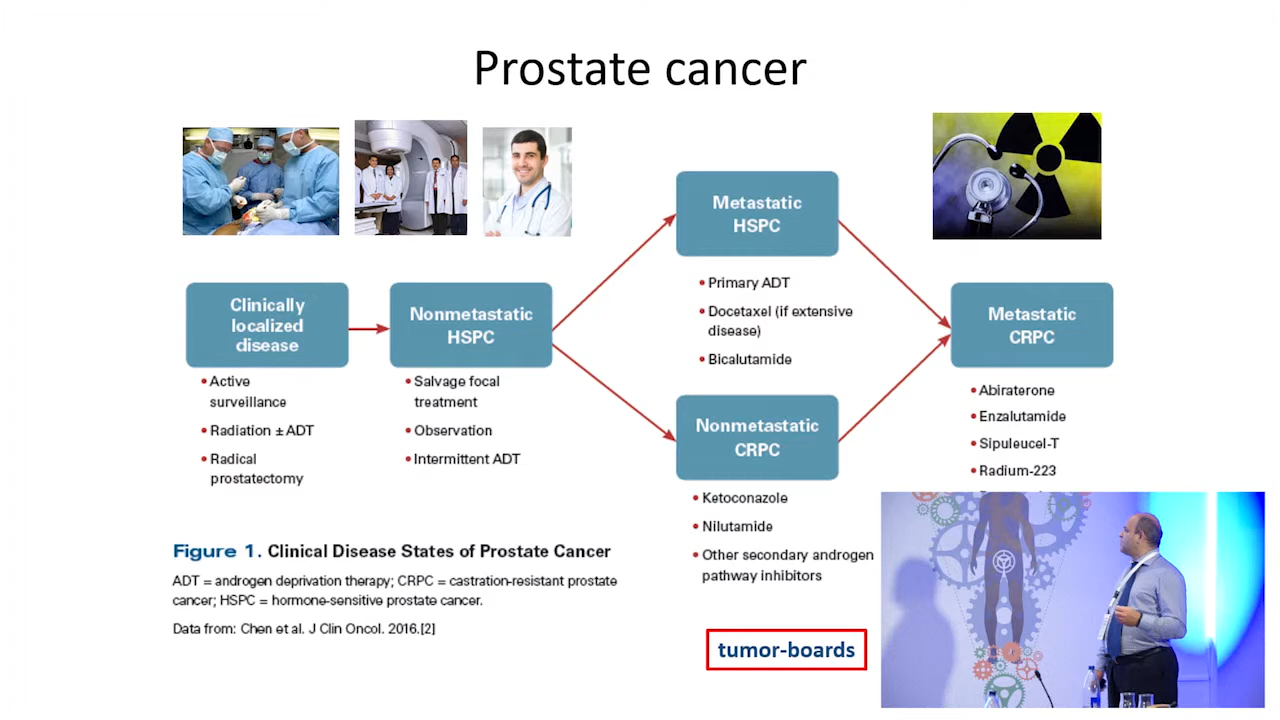 Prostate cancer
Clinically
localized
disease
• Active
surveillance
• Radiation ± ADT
• Radical
prostatectomy
Nonmetastatic
HSPC
• Salvage focal
treatment
• Observation
• Intermittent ADT
Metastatic
HSPC
• Primary ADT
• Docetaxel (if extensive
disease)
• Bicalutamide
Nonmetastatic
CRPC
• Ketoconazole
• Nilutamide
• Other secondary androgen
pathway inhibitors
Metastatic
CRPC
• Abiraterone
• Enzalutamide
• Sipuleucel-T
• Radium-223
Figure 1. Clinical Disease States of Prostate Cancer
ADT = androgen deprivation therapy; CRPC = castration-resistant prostate
cancer; HSPC = hormone-sensitive prostate cancer.
Data from: Chen et al. J Clin Oncol. 2016.[2]
tumor-boards